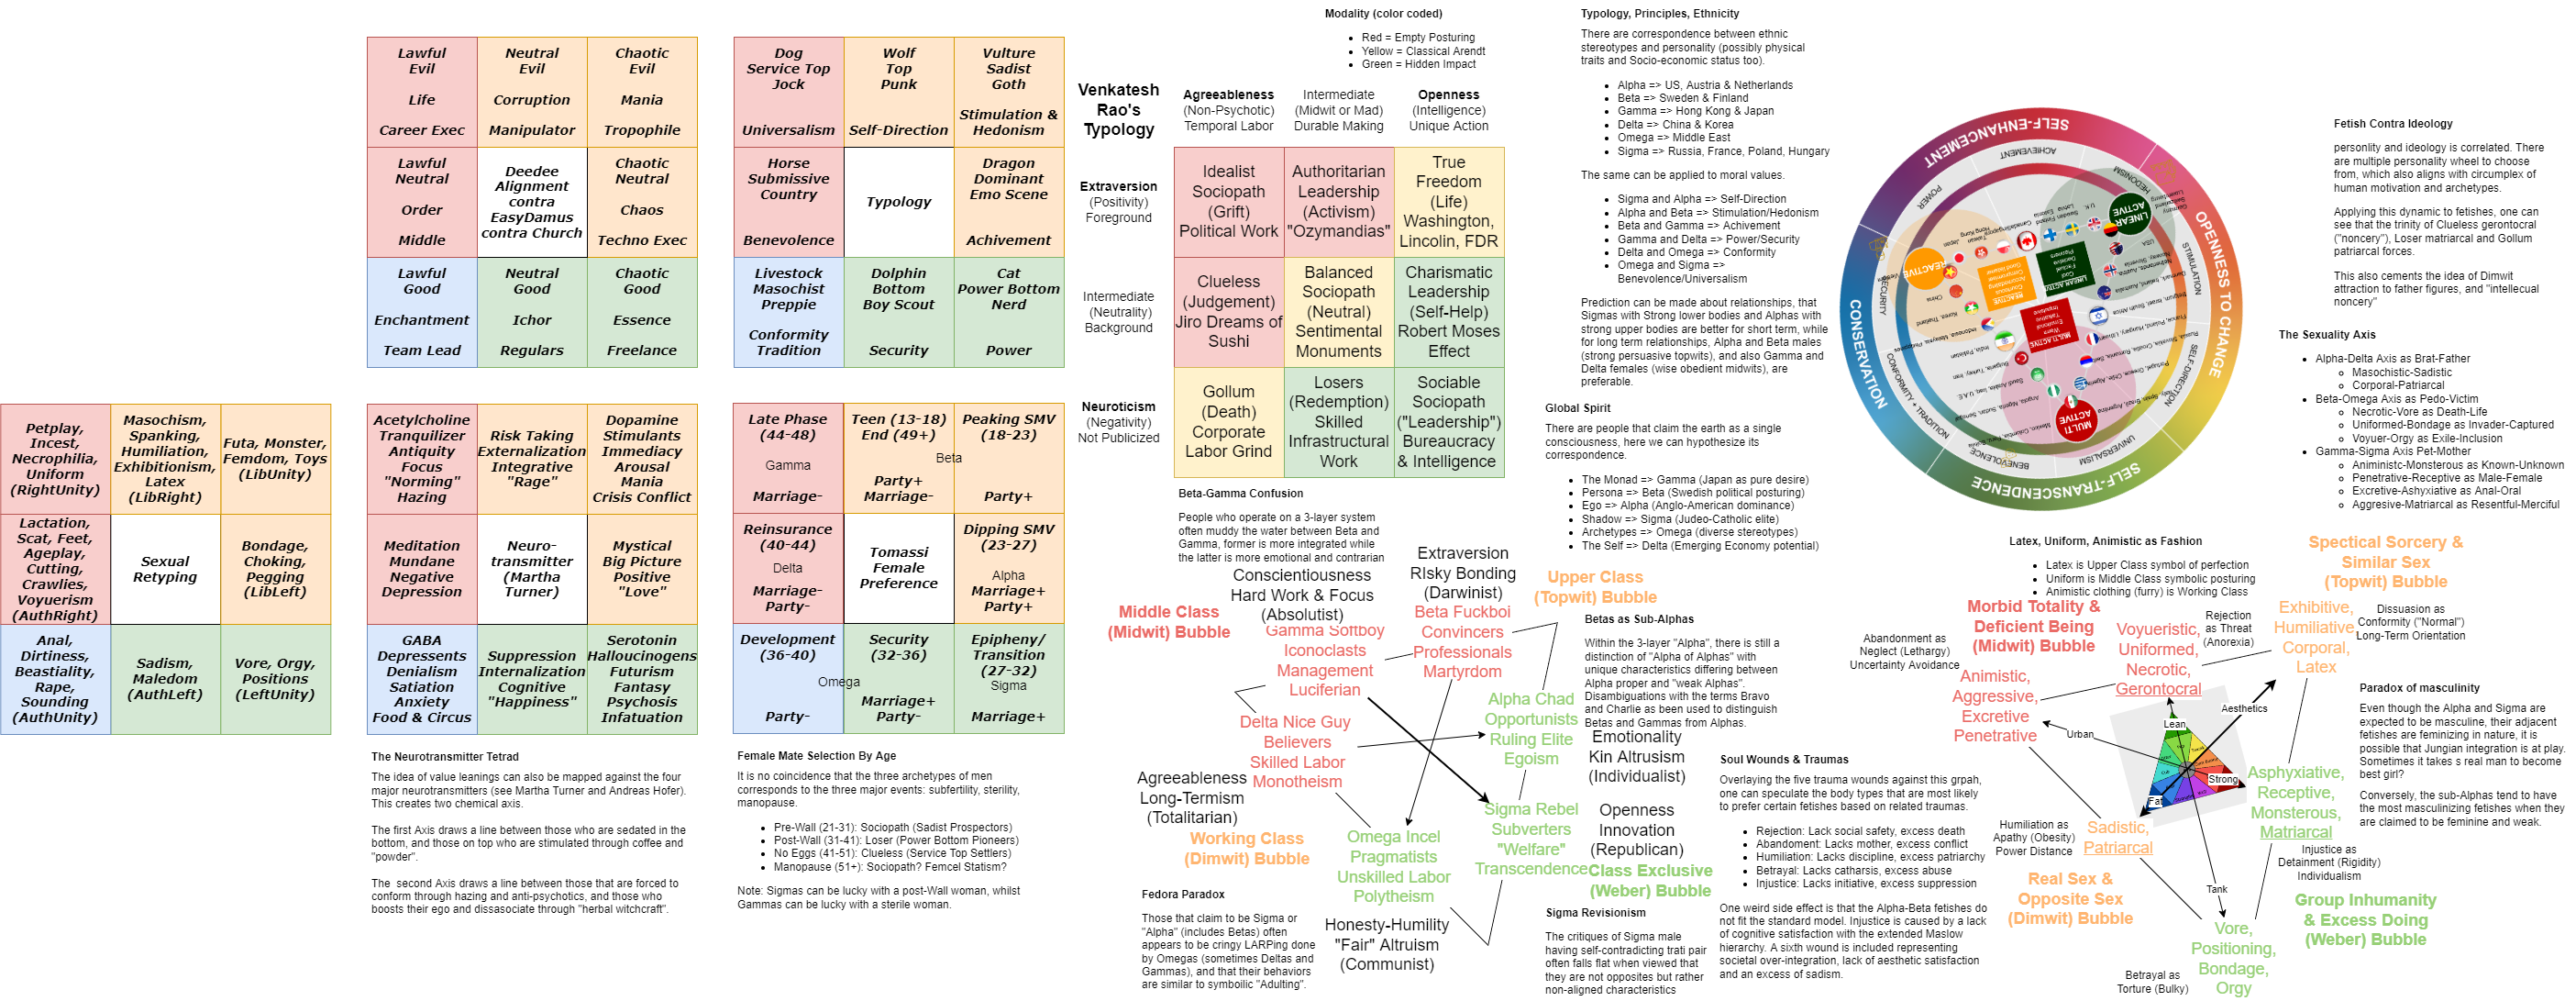 Lawful
Evil
Life
Career Exec
Neutral
Evil
Corruption
Manipulator
Chaotic
Evil
Mania
Tropophile
Lawful
Neutral
Order
Middle
Deedee
Alignment
contra
EasyDamus
contra Church
Chaotic
Neutral
Chaos
Techno Exec
Lawful
Good
Enchantment
Team Lead
Neutral
Good
Ichor
Regulars
Chaotic
Good
Essence
Freelance
Dog
Service Top
Jock
Universalism
Wolf
Top
Punk
Self-Direction
Vulture
Sadist
Goth
Stimulation &
Hedonism
Horse
Submissive
Country
Benevolence
Typology
Dragon
Dominant
Emo Scene
Achivement
Livestock
Masochist
Preppie
Conformity
Tradition
Dolphin
Bottom
Boy Scout
Security
Cat
Power Bottom
Nerd
Power
Modality (color coded)
Red = Empty Posturing
Yellow = Classical Arendt
Green = Hidden Impact
Venkatesh
Rao's
Typology
Agreeableness
(Non-Psychotic)
Temporal Labor
Intermediate
(Midwit or Mad)
Durable Making
Openness
(Intelligence)
Unique Action
Extraversion
(Positivity)
Foreground
Idealist
Sociopath
(Grift)
Political Work
Authoritarian
Leadership
(Activism)
"Ozymandias"
True
Freedom
(Life)
Washington,
Lincolin, FDR
Intermediate
(Neutrality)
Background
Clueless
(Judgement)
Jiro Dreams of
Sushi
Balanced
Sociopath
(Neutral)
Sentimental
Monuments
Charismatic
Leadership
(Self-Help)
Robert Moses
Effect
Neuroticism
(Negativity)
Not Publicized
Gollum
(Death)
Corporate
Labor Grind
Losers
(Redemption)
Skilled
Infrastructural
Work
Sociable
Sociopath
("Leadership")
Bureaucracy
& Intelligence
Typology, Principles, Ethnicity
There are correspondence between ethnic
stereotypes and personality (possibly physical
traits and Socio-economic status too).
Alpha => US, Austria & Netherlands
Beta => Sweden & Finland
Gamma => Hong Kong & Japan
Delta => China & Korea
Omega => Middle East
Sigma => Russia, France, Poland, Hungary
The same can be applied to moral values.
Sigma and Alpha => Self-Direction
Alpha and Beta => Stimulation/Hedonism
Beta and Gamma => Achivement
Gamma and Delta => Power/Security
Delta and Omega => Conformity
Omega and Sigma =>
Benevolence/Universalism
Prediction can be made about relationships, that
Sigmas with Strong lower bodies and Alphas with
strong upper bodies are better for short term, while
for long term relationships, Alpha and Beta males
(strong persuasive topwits), and also Gamma and
Delta females (wise obedient midwits), are
preferable.
Global Spirit
There are people that claim the earth as a single
consciousness, here we can hypothesize its
correspondence.
The Monad => Gamma (Japan as pure desire)
Persona => Beta (Swedish political posturing)
Ego => Alpha (Anglo-American dominance)
Shadow => Sigma (Judeo-Catholic elite)
Archetypes => Omega (diverse stereotypes)
The Self => Delta (Emerging Economy potential)
SELF-ENHANCEMENT
OPENNESS TO CHANGE
SELF-TRANSCENDENCE
CONSERVATION
ACHIEVEMENT
HEDONISM
STIMULATION
SELF-DIRECTION
UNIVERSALISM
BENEVOLENCE
CONFORMITY + TRADITION
SECURITY
POWER
LINEAR
ACTIVE
REACTIVE
MULTI
ACTIVE
Fetish Contra Ideology
personlity and ideology is correlated. There
are multiple personality wheel to choose
from, which also aligns with circumplex of
human motivation and archetypes.
Applying this dynamic to fetishes, one can
see that the trinity of Clueless gerontocral
("noncery"), Loser matriarcal and Gollum
patriarcal forces.
This also cements the idea of Dimwit
attraction to father figures, and "intellecual
noncery"
The Sexuality Axis
Alpha-Delta Axis as Brat-Father
Masochistic-Sadistic
Corporal-Patriarcal
Beta-Omega Axis as Pedo-Victim
Necrotic-Vore as Death-Life
Uniformed-Bondage as Invader-Captured
Voyuer-Orgy as Exile-Inclusion
Gamma-Sigma Axis Pet-Mother
Aniministc-Monsterous as Known-Unknown
Penetrative-Receptive as Male-Female
Excretive-Ashyxiative as Anal-Oral
Aggresive-Matriarcal as Resentful-Merciful
Petplay,
Incest,
Necrophilia,
Uniform
(RightUnity)
Masochism,
Spanking,
Humiliation,
Exhibitionism,
Latex
(LibRight)
Futa, Monster,
Femdom, Toys
(LibUnity)
Lactation,
Scat, Feet,
Ageplay,
Cutting,
Crawlies,
Voyuerism
(AuthRight)
Sexual
Retyping
Bondage,
Choking,
Pegging
(LibLeft)
Anal,
Dirtiness,
Beastiality,
Rape,
Sounding
(AuthUnity)
Sadism,
Maledom
(AuthLeft)
Vore, Orgy,
Positions
(LeftUnity)
Acetylcholine
Tranquilizer
Antiquity
Focus
"Norming"
Hazing
Risk Taking
Externalization
Integrative
"Rage"
Dopamine
Stimulants
Immediacy
Arousal
Mania
Crisis Conflict
Meditation
Mundane
Negative
Depression
Neuro-
transmitter
(Martha
Turner)
Mystical
Big Picture
Positive
"Love"
GABA
Depressents
Denialism
Satiation
Anxiety
Food & Circus
Suppression
Internalization
Cognitive
"Happiness"
Serotonin
Halloucinogens
Futurism
Fantasy
Psychosis
Infatuation
Late Phase
(44-48)
Gamma
Marriage-
Teen (13-18)
End (49+)
Beta
Party+
Marriage-
Peaking SMV
(18-23)
Party+
Reinsurance
(40-44)
Delta
Marriage-
Party-
Tomassi
Female
Preference
Dipping SMV
(23-27)
Alpha
Marriage+
Party+
Development
(36-40)
Omega
Party-
Security
(32-36)
Marriage+
Party-
Epipheny/
Transition
(27-32)
Sigma
Marriage+
The Neurotransmitter Tetrad
The idea of value leanings can also be mapped against the four
major neurotransmitters (see Martha Turner and Andreas Hofer).
This creates two chemical axis.
The first Axis draws a line between those who are sedated in the
bottom, and those on top who are stimulated through coffee and
"powder".
The second Axis draws a line between those that are forced to
conform through hazing and anti-psychotics, and those who
boosts their ego and dissasociate through "herbal witchcraft".
Female Mate Selection By Age
It is no coincidence that the three archetypes of men
corresponds to the three major events: subfertility, sterility,
manopause.
Pre-Wall (21-31): Sociopath (Sadist Prospectors)
Post-Wall (31-41): Loser (Power Bottom Pioneers)
No Eggs (41-51): Clueless (Service Top Settlers)
Manopause (51+): Sociopath? Femcel Statism?
Note: Sigmas can be lucky with a post-Wall woman, whilst
Gammas can be lucky with a sterile woman.
Beta-Gamma Confusion
People who operate on a 3-layer system
often muddy the water between Beta and
Gamma, former is more integrated while
the latter is more emotional and contrarian
Conscientiousness
Hard Work & Focus
(Absolutist)
Extraversion
RIsky Bonding
(Darwinist)
Upper Class
(Topwit) Bubble
Middle Class
(Midwit) Bubble
Gamma Softboy
Iconoclasts
Management
Luciferian
Beta Fuckboi
Convincers
Professionals
Martyrdom
Alpha Chad
Opportunists
Ruling Elite
Egoism
Delta Nice Guy
Believers
Skilled Labor
Monotheism
Emotionality
Kin Altruism
(Individualist)
Agreeableness
Long-Termism
(Totalitarian)
Working Class
(Dimwit) Bubble
Omega Incel
Pragmatists
Unskilled Labor
Polytheism
Sigma Rebel
Subverters
"Welfare"
Transcendence
Openness
Innovation
(Republican)
Class Exclusive
(Weber) Bubble
Honesty-Humility
"Fair" Altruism
(Communist)
Fedora Paradox
Those that claim to be Sigma or
"Alpha" (includes Betas) often
appears to be cringy LARPing done
by Omegas (sometimes Deltas and
Gammas), and that their behaviors
are similar to symboilic "Adulting".
Betas as Sub-Alphas
Within the 3-layer "Alpha", there is still a
distinction of "Alpha of Alphas" with
unique characteristics differing between
Alpha proper and "weak Alphas".
Disambiguations with the terms Bravo
and Charlie as been used to distinguish
Betas and Gammas from Alphas.
Sigma Revisionism
The critiques of Sigma male
having self-contradicting trati pair
often falls flat when viewed that
they are not opposites but rather
non-aligned characteristics
Soul Wounds & Traumas
Overlaying the five trauma wounds against this grpah,
one can speculate the body types that are most likely
to prefer certain fetishes based on related traumas.
Rejection: Lack social safety, excess death
Abandoment: Lacks mother, excess conflict
Humiliation: Lacks discipline, excess patriarchy
Betrayal: Lacks catharsis, excess abuse
Injustice: Lacks initiative, excess suppression
One weird side effect is that the Alpha-Beta fetishes do
not fit the standard model. Injustice is caused by a lack
of cognitive satisfaction with the extended Maslow
hierarchy. A sixth wound is included representing
societal over-integration, lack of aesthetic satisfaction
and an excess of sadism.
Latex, Uniform, Animistic as Fashion
Latex is Upper Class symbol of perfection
Uniform is Middle Class symbolic posturing
Animistic clothing (furry) is Working Class
Spectical Sorcery &
Similar Sex
(Topwit) Bubble
Morbid Totality &
Deficient Being
(Midwit) Bubble
Abandonment as
Neglect (Lethargy)
Uncertainty Avoidance
Animistic,
Aggressive,
Excretive
Penetrative
Voyueristic,
Uniformed,
Necrotic,
Gerontocral
Rejection
as Threat
(Anorexia)
Exhibitive,
Humiliative,
Corporal,
Latex
Dissuasion as
Conformity ("Normal")
Long-Term Orientation
Lean
Aesthetics
Urban
Strong
Fat
Tank
Humiliation as
Apathy (Obesity)
Power Distance
Sadistic,
Patriarcal
Real Sex &
Opposite Sex
(Dimwit) Bubble
Asphyxiative,
Receptive,
Monsterous,
Matriarcal
Injustice as
Detainment (Rigidity)
Individualism
Group Inhumanity
& Excess Doing
(Weber) Bubble
Vore,
Positioning,
Bondage,
Orgy
Betrayal as
Torture (Bulky)
Paradox of masculinity
Even though the Alpha and Sigma are
expected to be masculine, their adjacent
fetishes are feminizing in nature, it is
possible that Jungian integration is at play.
Sometimes it takes s real man to become
best girl?
Conversely, the sub-Alphas tend to have
the most masculinizing fetishes when they
are claimed to be feminine and weak.